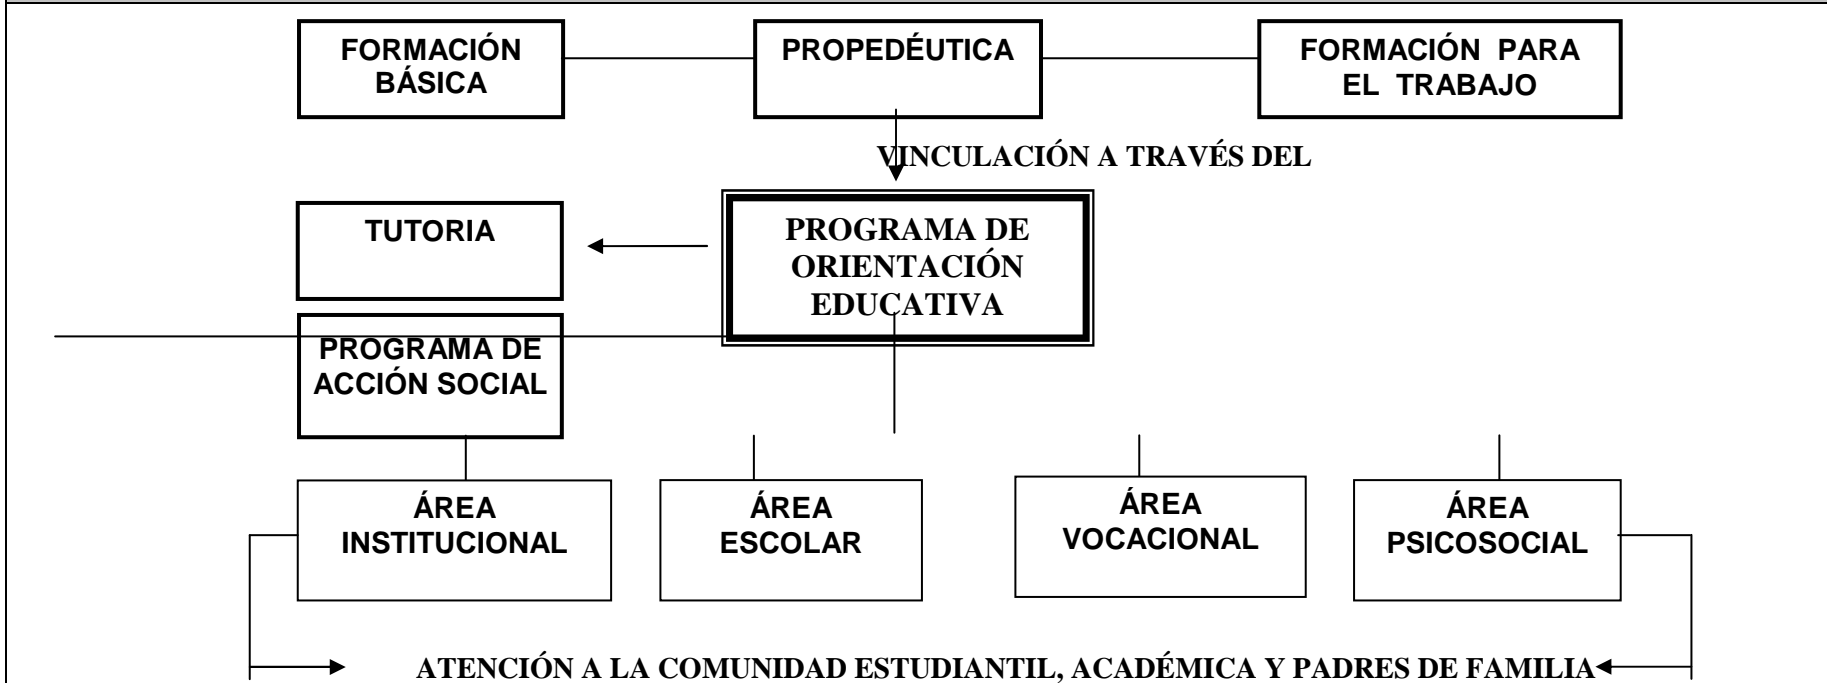 FORMACIÓN
BÁSICA
PROPEDÉUTICA
FORMACIÓN PARA
EL TRABAJO
VINCULACIÓN A TRAVÉS DEL
TUTORIA
PROGRAMA DE
ORIENTACIÓN
EDUCATIVA
PROGRAMA DE
ACCIÓN SOCIAL
ÁREA
INSTITUCIONAL
ÁREA
ESCOLAR
ÁREA
VOCACIONAL
ÁREA
PSICOSOCIAL
ATENCIÓN A LA COMUNIDAD ESTUDIANTIL, ACADÉMICA Y PADRES DE FAMILIA